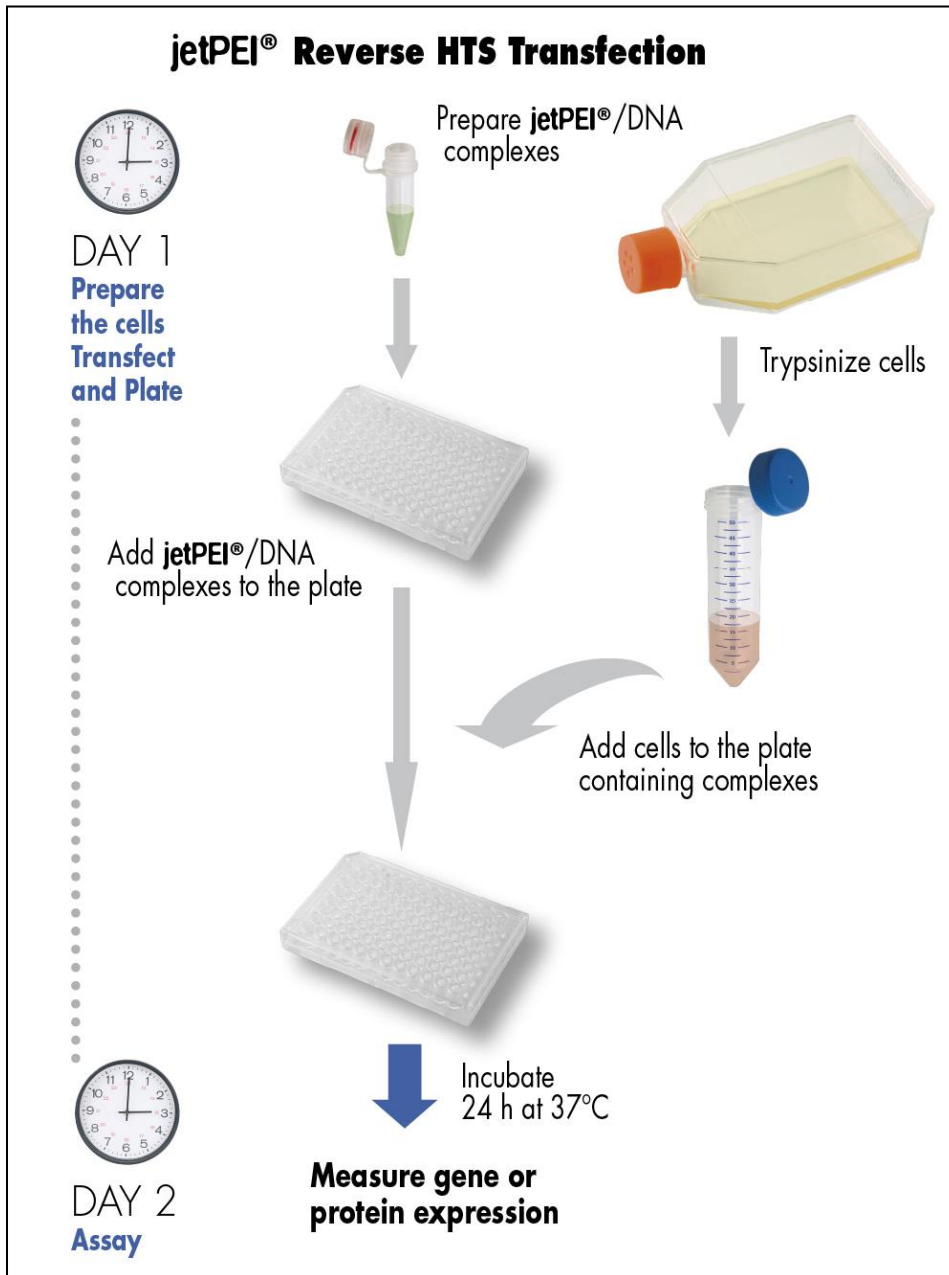 jetPEI® Reverse HTS Transfection
Prepare jetPEI®/DNA
complexes
DAY 1
Prepare
the cells
Transfect
and Plate
Trypsinize cells
Add jetPEI®/DNA
complexes to the plate
Add cells to the plate
containing complexes
Incubate
24 h at 37°C
Measure gene or
protein expression
DAY 2
Assay